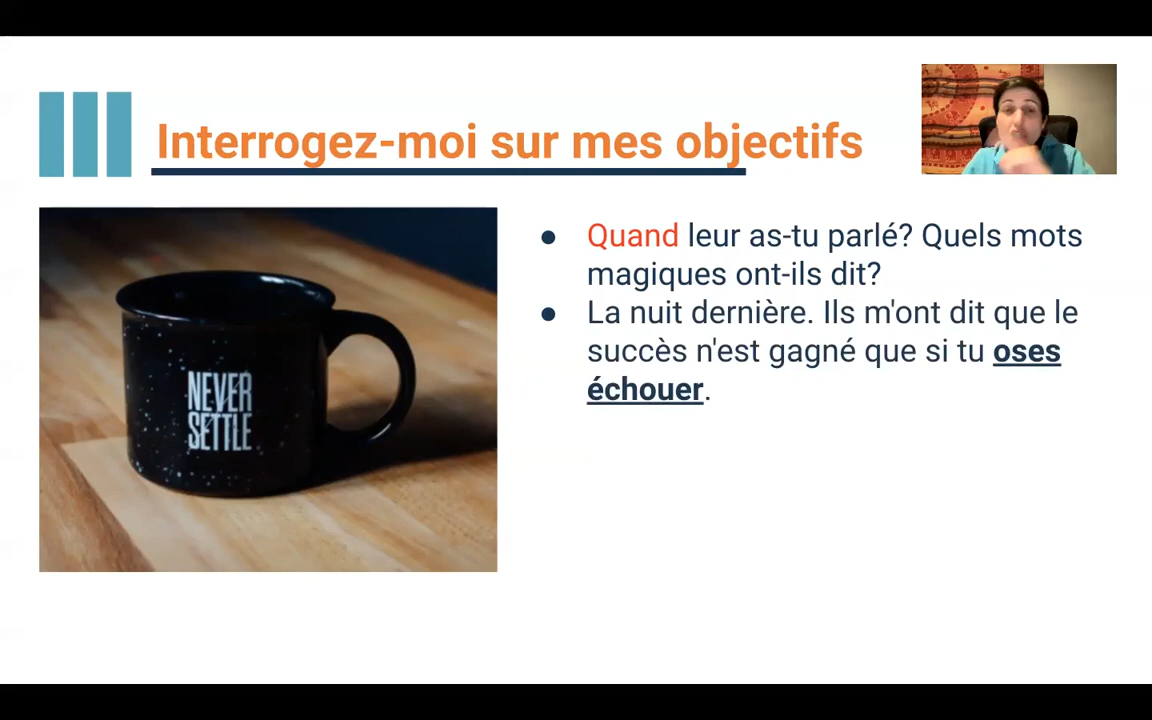 Interrogez-moi sur mes objectifs
● Quand leur as-tu parlé? Quels mots
magiques ont-ils dit?
● La nuit dernière. Ils m'ont dit que le
succès n'est gagné que si tu oses
échouer.
NEVER
SETTLE